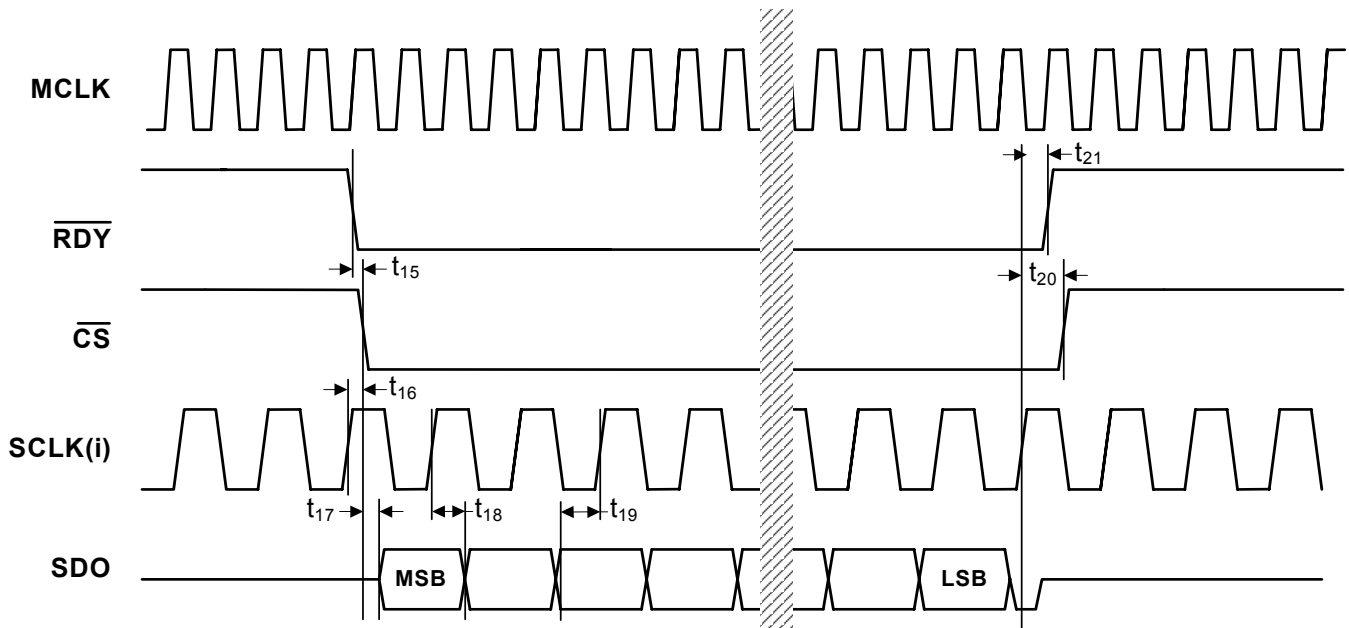 MCLK
t21
RDY
t15
t20
CS
t16
SCLK(i)
t17
t18
t19
SDO
MSB
LSB